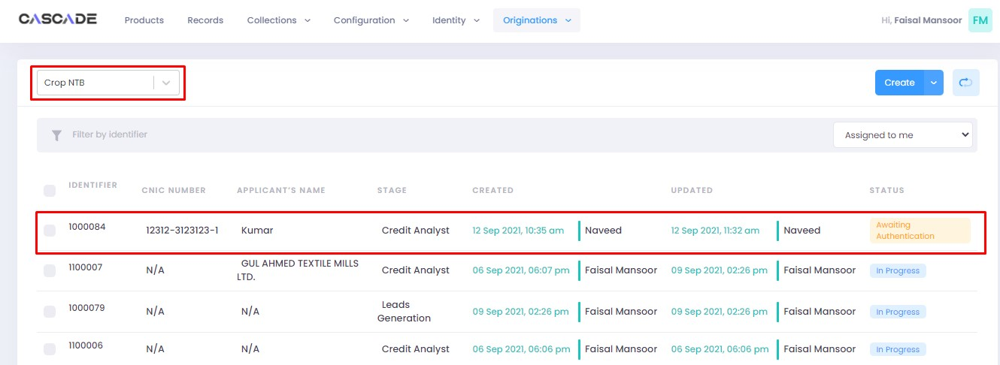 CASCADE Products Records Collections Configuration Identity Originations Hi, Faisal Mansoor FM
Crop NTB Create
Filter by identifier Assigned to me
IDENTIFIER CNIC NUMBER APPLICANT'S NAME STAGE CREATED UPDATED STATUS
1000084 12312-3123123-1 Kumar Credit Analyst 12 Sep 2021, 10:35 am Naveed 12 Sep 2021, 11:32 am Naveed Awaiting
Authentication
1100007 N/A GUL AHMED TEXTILE MILLS Credit Analyst 06 Sep 2021, 06:07 pm Faisal Mansoor 09 Sep 2021, 02:26 pm Faisal Mansoor In Progress
LTD.
1000079 N/A N/A Leads 09 Sep 2021, 02:26 pm Faisal Mansoor 09 Sep 2021, 02:26 pm Faisal Mansoor In Progress
Generation
1100006 N/A N/A Credit Analyst 06 Sep 2021, 06:06 pm Faisal Mansoor 06 Sep 2021, 06:06 pm Faisal Mansoor In Progress